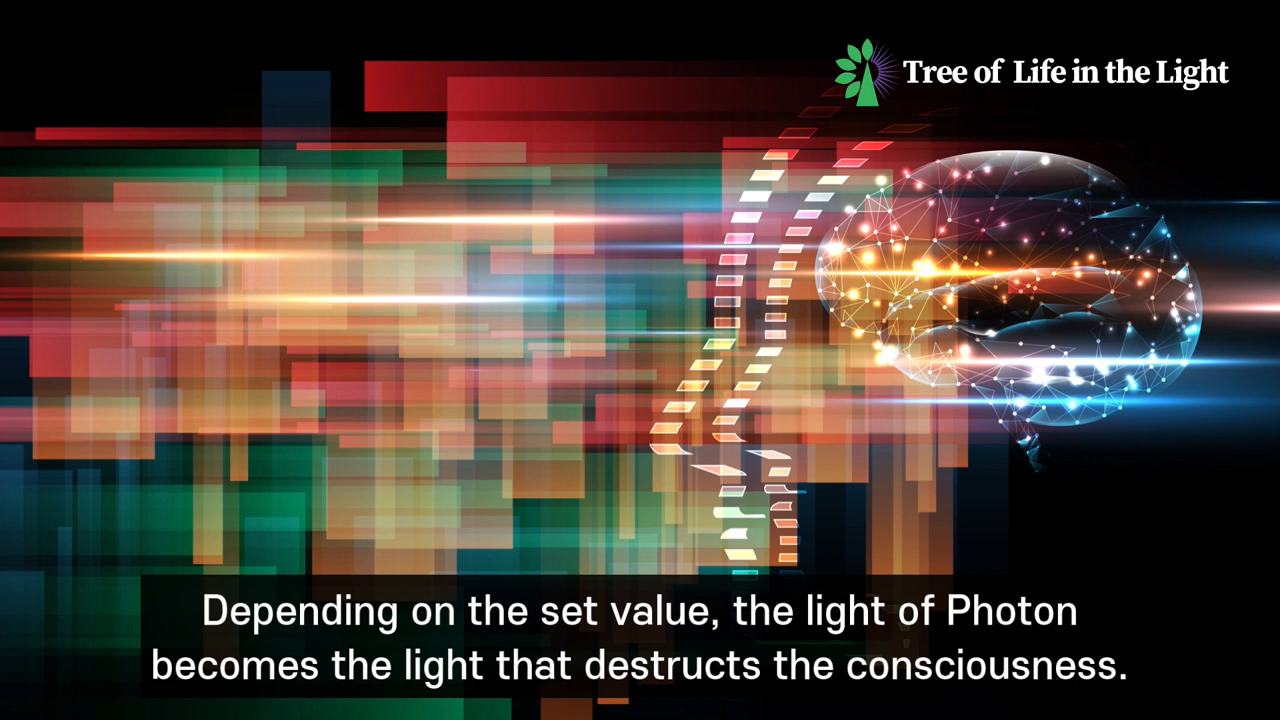 Tree of Life in the Light
Depending on the set value, the light of Photon
becomes the light that destructs the consciousness.